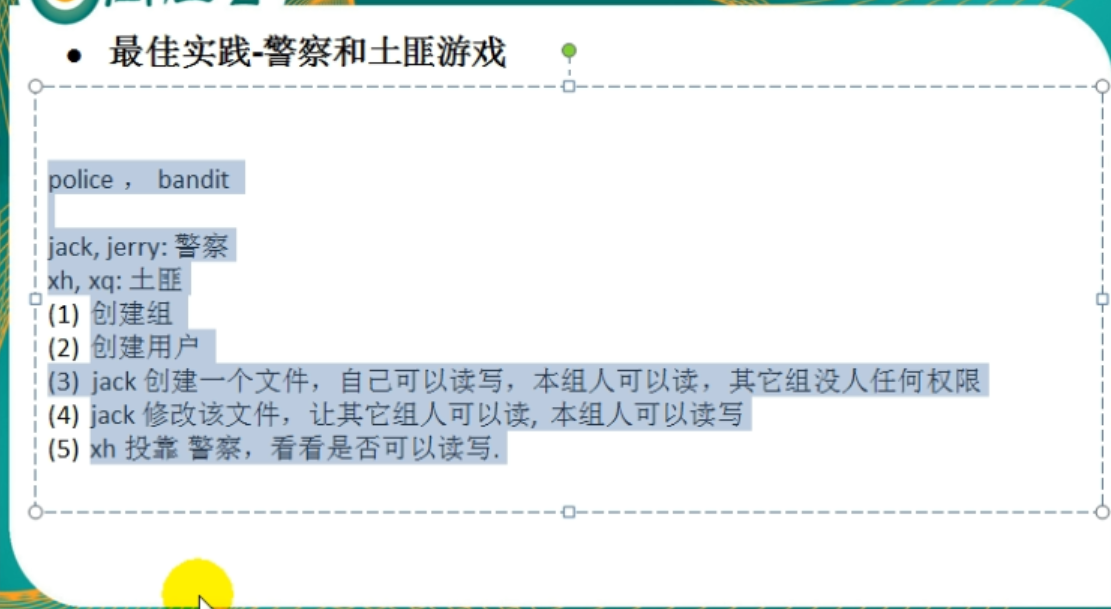 最佳实践-警察和土匪游戏
police ， bandit
jack, jerry: 警察
xh, xq: 土匪
(1) 创建组
(2) 创建用户
(3) jack 创建一个文件，自己可以读写，本组人可以读，其它组没人任何权限
(4) jack 修改该文件，让其它组人可以读, 本组人可以读写
(5) xh 投靠 警察，看看是否可以读写.